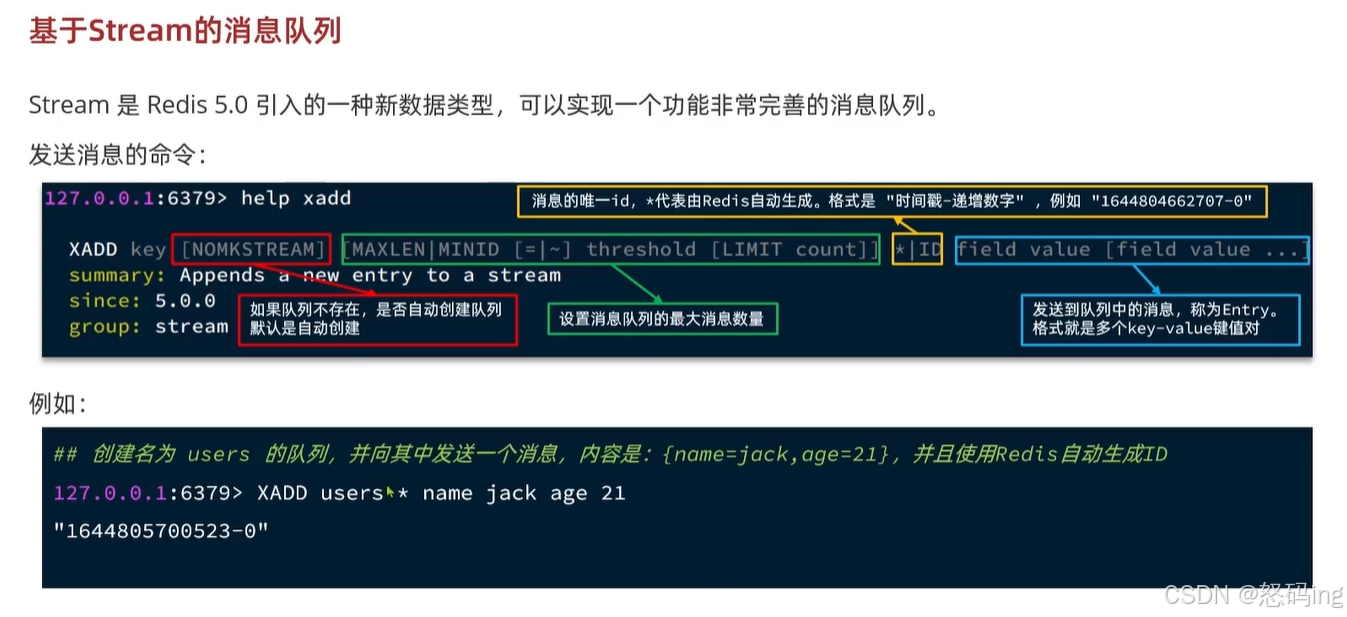 基于Stream的消息队列
Stream 是 Redis 5.0 引入的一种新数据类型，可以实现一个功能非常完善的消息队列。
发送消息的命令：
127.0.0.1:6379> help xadd
消息的唯一id，*代表由Redis自动生成。格式是 "时间戳-递增数字" ，例如 "1644804662707-0"
XADD key [NOMKSTREAM] [MAXLEN|MINID [=|~] threshold [LIMIT count]] *|ID field value [field value ...]
summary: Appends a new entry to a stream
since: 5.0.0
group: stream
如果队列不存在，是否自动创建队列
默认是自动创建
设置消息队列的最大消息数量
发送到队列中的消息，称为Entry。
格式就是多个key-value键值对
例如：
## 创建名为 users 的队列，并向其中发送一个消息，内容是：{name=jack,age=21}，并且使用Redis自动生成ID
127.0.0.1:6379> XADD users * name jack age 21
"1644805700523-0"
CSDN @怒码ing